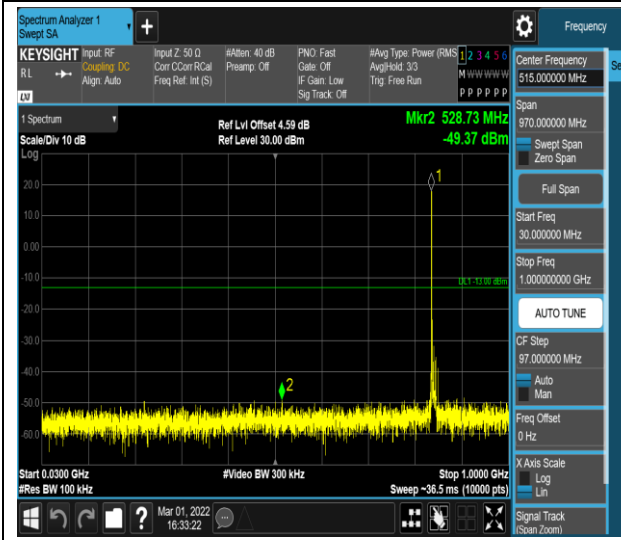 Spectrum Analyzer 1
Swept SA
+
Frequency
KEYSIGHT
RL
LXI
Input: RF
Coupling: DC
Align: Auto
Input Z: 50 Ω
Corr CCorr RCal
Freq Ref: Int (S)
#Atten: 40 dB
Preamp: Off
PNO: Fast
Gate: Off
IF Gain: Low
Sig Track: Off
#Avg Type: Power (RMS
Avg|Hold: 3/3
Trig: Free Run
1 2 3 4 5 6
M W W W W W
P P P P P P
Center Frequency
515.000000 MHz
Se
Span
970.000000 MHz
Swept Span
Zero Span
Full Span
Start Freq
30.000000 MHz
Stop Freq
1.000000000 GHz
AUTO TUNE
CF Step
97.000000 MHz
Auto
Man
Freq Offset
0 Hz
X Axis Scale
Log
Lin
Signal Track
(Span Zoom)
1 Spectrum
Scale/Div 10 dB
Log
Ref Lvl Offset 4.59 dB
Ref Level 30.00 dBm
Mkr2 528.73 MHz
-49.37 dBm
1
20.0
10.0
0.00
-10.0
DL1 -13.00 dBm
-20.0
-30.0
-40.0
2
-50.0
-60.0
Start 0.0300 GHz
#Res BW 100 kHz
#Video BW 300 kHz
Stop 1.0000 GHz
Sweep ~36.5 ms (10000 pts)
?
Mar 01, 2022
16:33:22